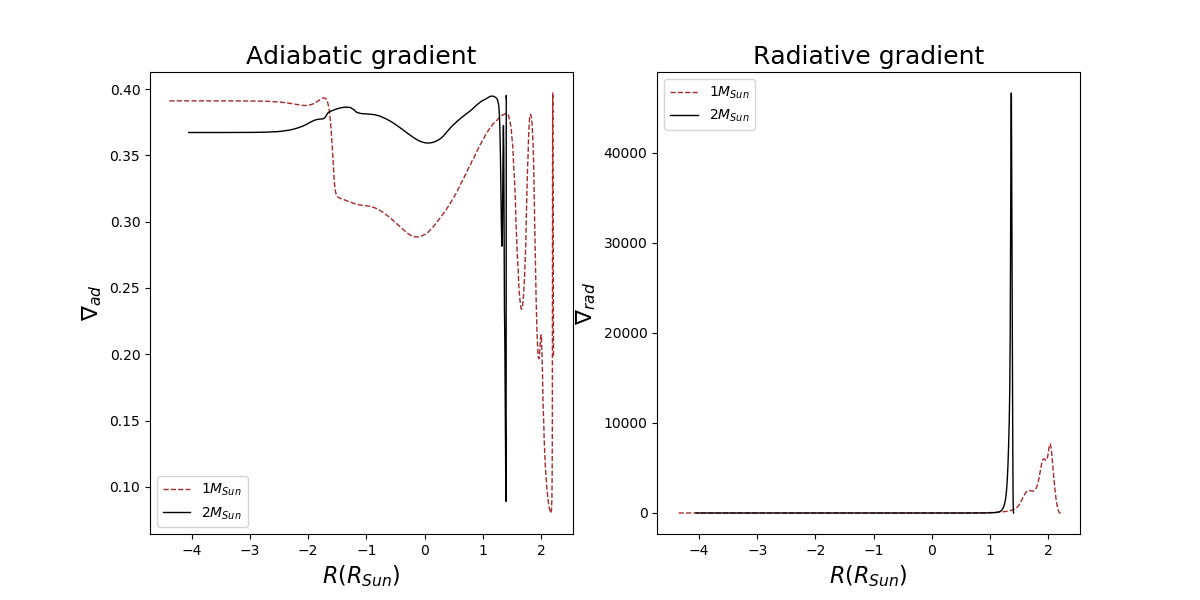 Adiabatic gradient
0.40
0.35
0.30
0.25
0.20
0.15
0.10
∇ad
−4 −3 −2 −1 0 1 2
R(RSun)
1MSun
2MSun
Radiative gradient
1MSun
2MSun
40000
30000
20000
10000
0
∇rad
−4 −3 −2 −1 0 1 2
R(RSun)